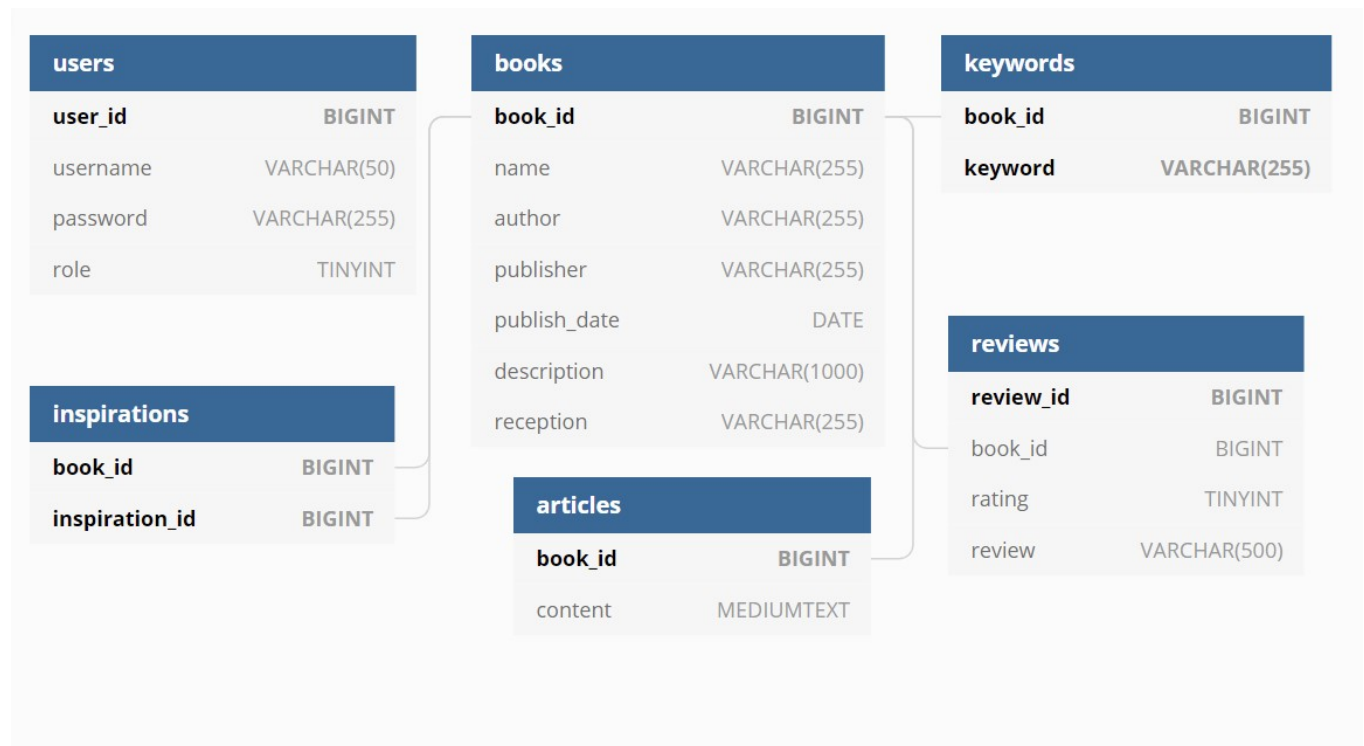 users
user_id BIGINT
username VARCHAR(50)
password VARCHAR(255)
role TINYINT
inspirations
book_id BIGINT
inspiration_id BIGINT
books
book_id BIGINT
name VARCHAR(255)
author VARCHAR(255)
publisher VARCHAR(255)
publish_date DATE
description VARCHAR(1000)
reception VARCHAR(255)
articles
book_id BIGINT
content MEDIUMTEXT
keywords
book_id BIGINT
keyword VARCHAR(255)
reviews
review_id BIGINT
book_id BIGINT
rating TINYINT
review VARCHAR(500)